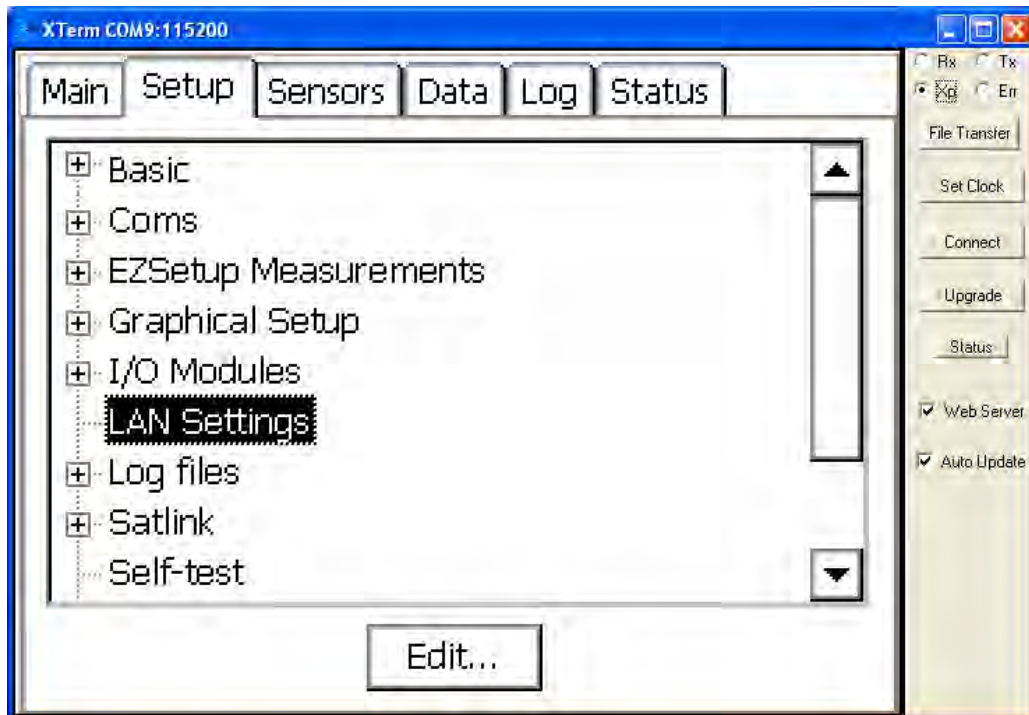 XTerm COM9:115200
Main Setup Sensors Data Log Status
Basic
Coms
EZSetup Measurements
Graphical Setup
I/O Modules
LAN Settings
Log files
Satlink
Self-test
Edit...
Rx Tx
Xp Err
File Transfer
Set Clock
Connect
Upgrade
Status
Web Server
Auto Update